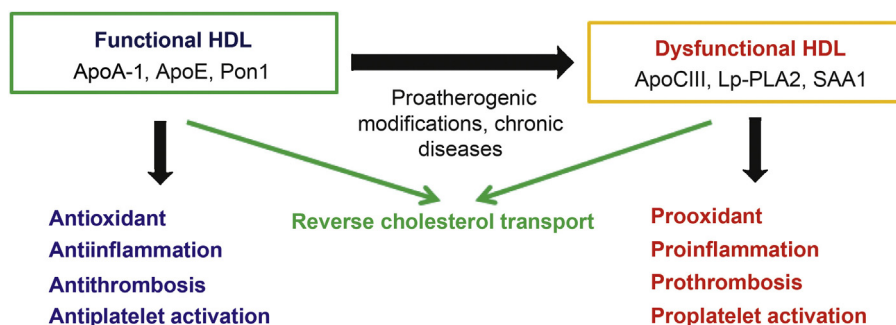 Functional HDL
ApoA-1, ApoE, Pon1
Dysfunctional HDL
ApoCIII, Lp-PLA2, SAA1
Proatherogenic
modifications, chronic
diseases
Reverse cholesterol transport
Antioxidant
Antiinflammation
Antithrombosis
Antiplatelet activation
Prooxidant
Proinflammation
Prothrombosis
Proplatelet activation